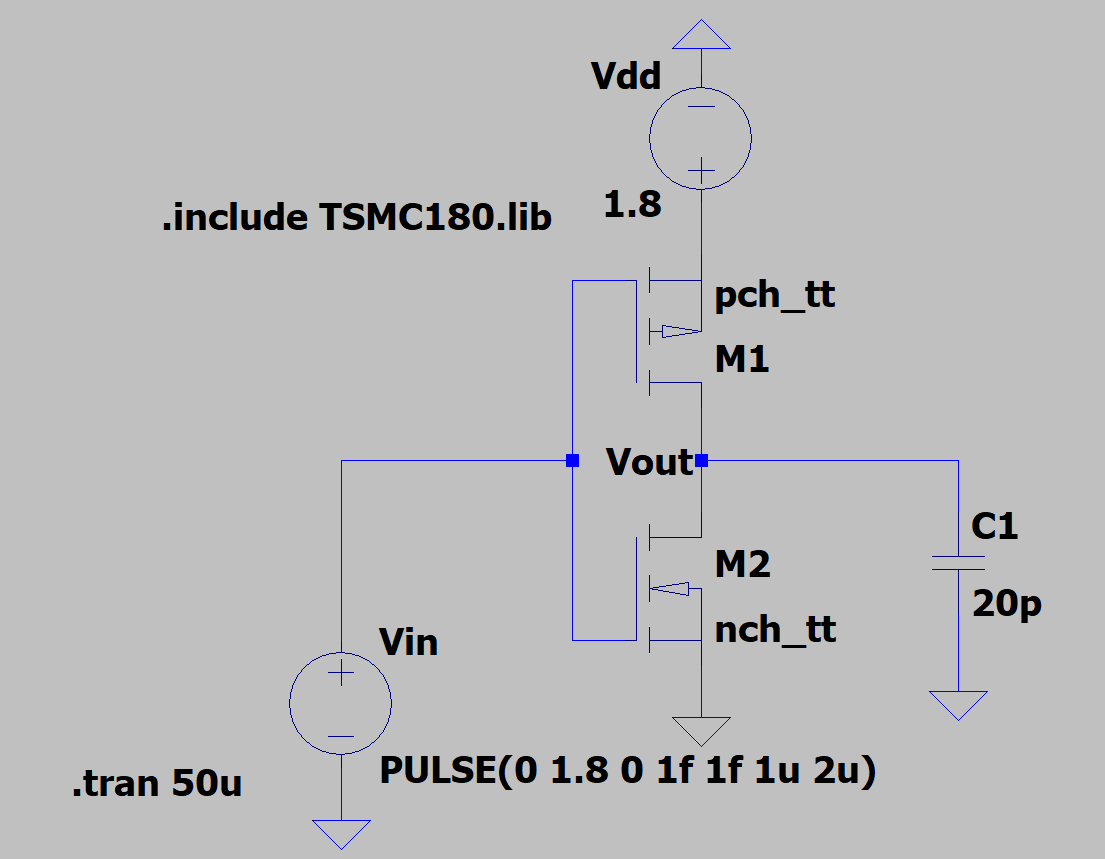 Vdd
1.8
.include TSMC180.lib
pch_tt
M1
Vout
M2
nch_tt
C1
20p
Vin
PULSE(0 1.8 0 1f 1f 1u 2u)
.tran 50u